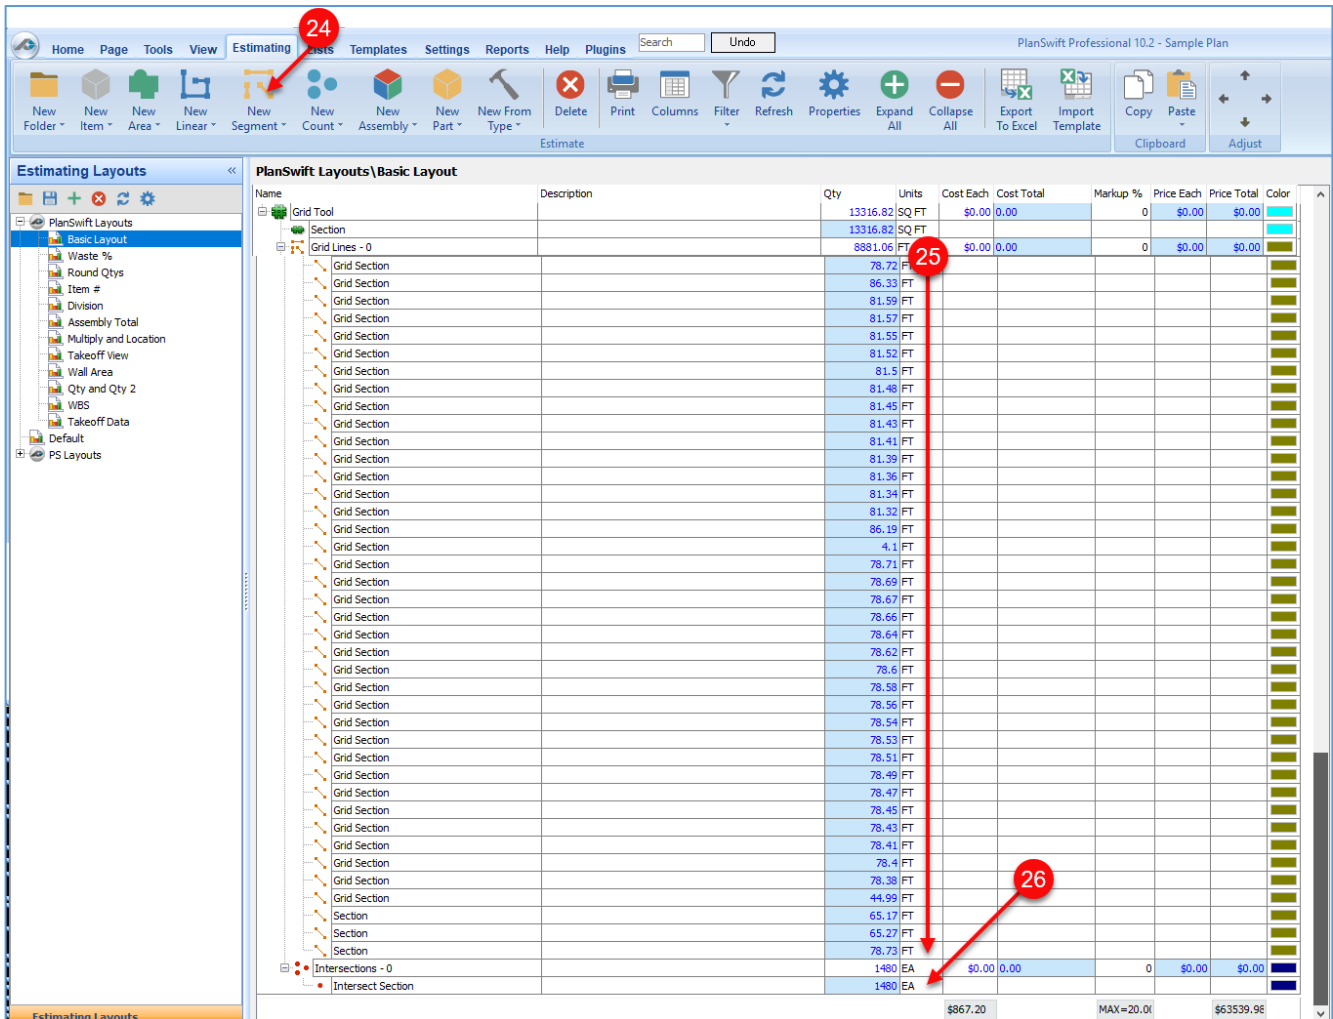 24
Home Page Tools View Estimating Lists Templates Settings Reports Help Plugins Search Undo PlanSwift Professional 10.2 - Sample Plan
New Folder New Item New Area New Linear New Segment New Count New Assembly New Part New From Type Delete Print Columns Filter Refresh Properties Expand All Collapse All Export To Excel Import Template Copy Paste
Estimate Clipboard Adjust
Estimating Layouts «
PlanSwift Layouts
Basic Layout
Waste %
Round Qtys
Item #
Division
Assembly Total
Multiply and Location
Takeoff View
Wall Area
Qty and Qty 2
WBS
Takeoff Data
Default
PS Layouts
Estimating Layouts
PlanSwift Layouts\Basic Layout
Name Description Qty Units Cost Each Cost Total Markup % Price Each Price Total Color
Grid Tool 13316.82 SQ FT $0.00 0.00 0 $0.00 $0.00
Section 13316.82 SQ FT
Grid Lines - 0 8881.06 FT $0.00 0.00 0 $0.00 $0.00
25
Grid Section 78.72 FT
Grid Section 86.33 FT
Grid Section 81.59 FT
Grid Section 81.57 FT
Grid Section 81.55 FT
Grid Section 81.52 FT
Grid Section 81.5 FT
Grid Section 81.48 FT
Grid Section 81.45 FT
Grid Section 81.43 FT
Grid Section 81.41 FT
Grid Section 81.39 FT
Grid Section 81.36 FT
Grid Section 81.34 FT
Grid Section 81.32 FT
Grid Section 86.19 FT
Grid Section 4.1 FT
Grid Section 78.71 FT
Grid Section 78.69 FT
Grid Section 78.67 FT
Grid Section 78.66 FT
Grid Section 78.64 FT
Grid Section 78.62 FT
Grid Section 78.6 FT
Grid Section 78.58 FT
Grid Section 78.56 FT
Grid Section 78.54 FT
Grid Section 78.53 FT
Grid Section 78.51 FT
Grid Section 78.49 FT
Grid Section 78.47 FT
Grid Section 78.45 FT
Grid Section 78.43 FT
Grid Section 78.41 FT
Grid Section 78.4 FT
Grid Section 78.38 FT
26
Grid Section 44.99 FT
Section 65.17 FT
Section 65.27 FT
Section 78.73 FT
Intersections - 0 1480 EA $0.00 0.00 0 $0.00 $0.00
Intersect Section 1480 EA
$867.20 MAX=20.0( $63539.98